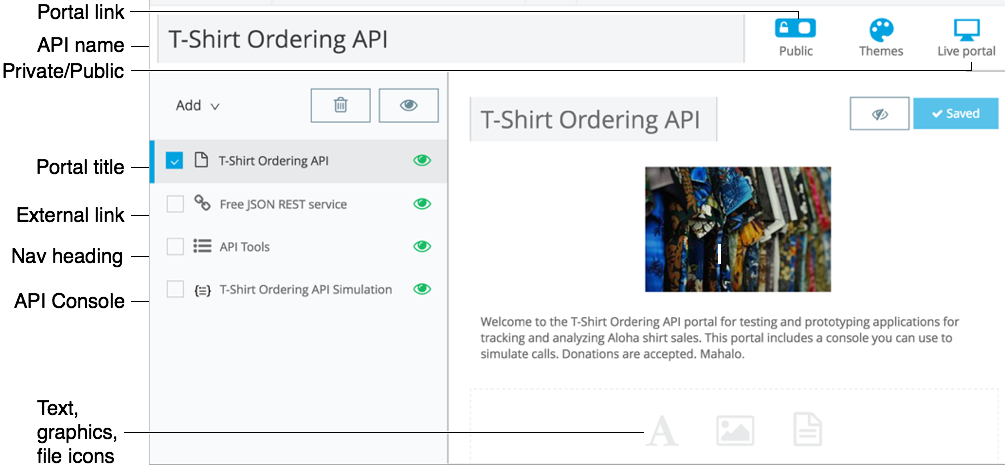 Portal link
API name
Private/Public
T-Shirt Ordering API
Public
Themes
Live portal
Add
Portal title
External link
Nav heading
API Console
T-Shirt Ordering API
Free JSON REST service
API Tools
{≡} T-Shirt Ordering API Simulation
T-Shirt Ordering API
Saved
Welcome to the T-Shirt Ordering API portal for testing and prototyping applications for
tracking and analyzing Aloha shirt sales. This portal includes a console you can use to
simulate calls. Donations are accepted. Mahalo.
Text,
graphics,
file icons
A